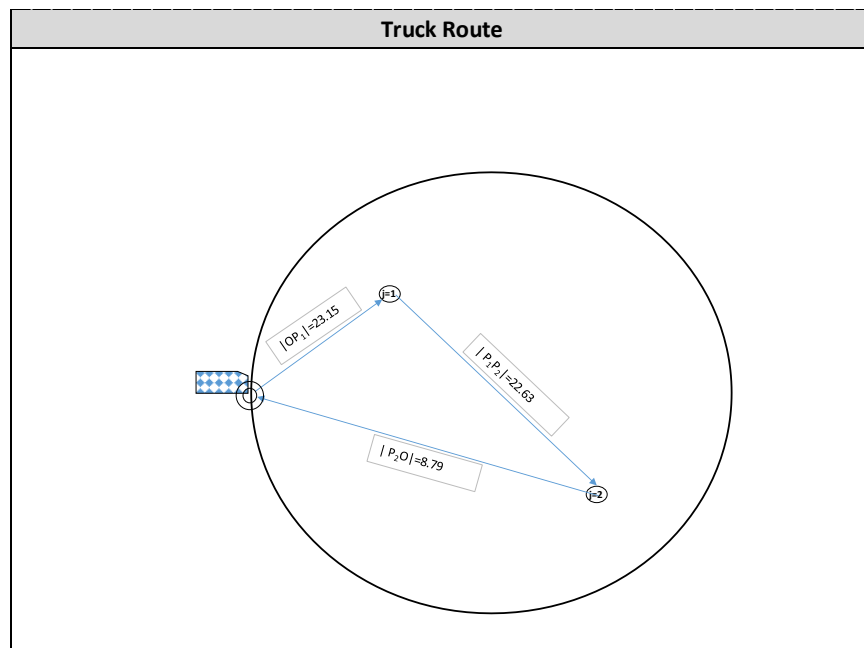 Truck Route
|OP₁|=23.15
j=1
| P₁P₂|=22.63
| P₂O|=8.79
j=2